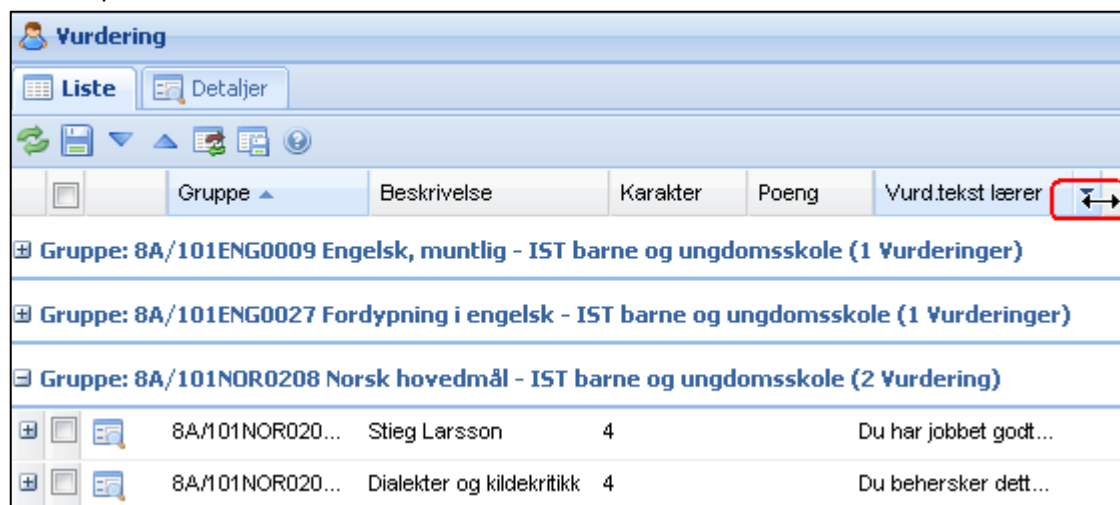 Vurdering
Liste Detaljer
Gruppe Beskrivelse Karakter Poeng Vurd.tekst lærer
Gruppe: 8A/101ENG0009 Engelsk, muntlig - IST barne og ungdomsskole (1 Vurderinger)
Gruppe: 8A/101ENG0027 Fordypning i engelsk - IST barne og ungdomsskole (1 Vurderinger)
Gruppe: 8A/101NOR0208 Norsk hovedmål - IST barne og ungdomsskole (2 Vurdering)
8A/101NOR020... Stieg Larsson 4 Du har jobbet godt...
8A/101NOR020... Dialekter og kildekritikk 4 Du behersker dett...